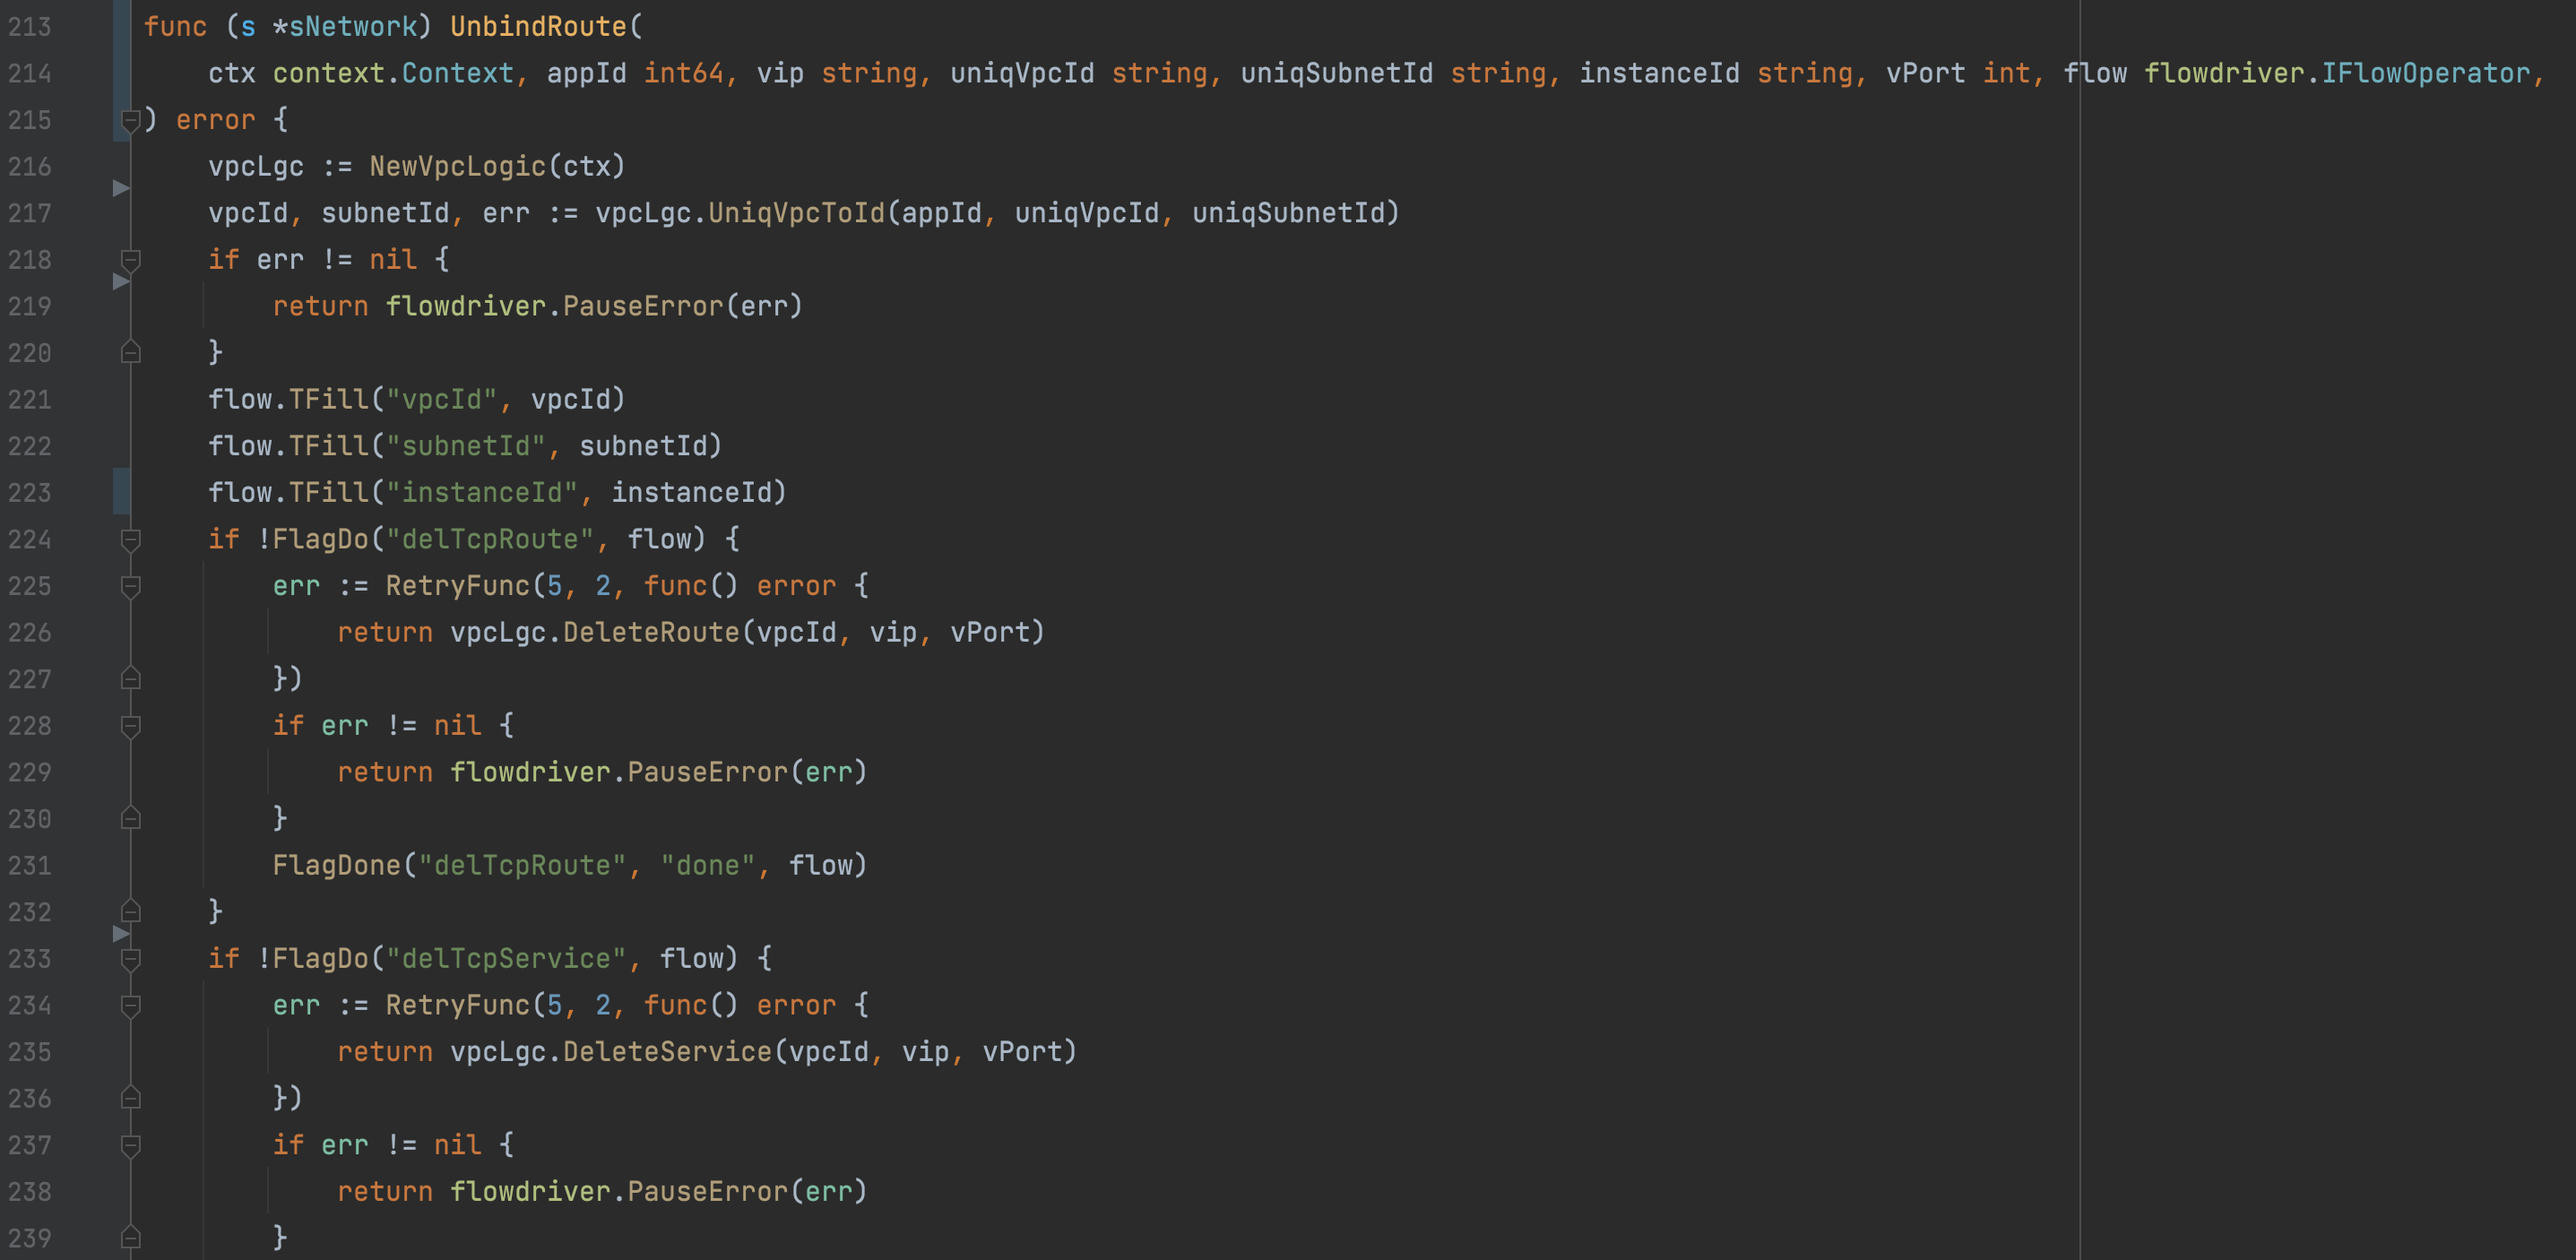 213 func (s *sNetwork) UnbindRoute(
214 ctx context.Context, appId int64, vip string, uniqVpcId string, uniqSubnetId string, instanceId string, vPort int, flow flowdriver.IFlowOperator,
215 ) error {
216 vpcLgc := NewVpcLogic(ctx)
217 vpcId, subnetId, err := vpcLgc.UniqVpcToId(appId, uniqVpcId, uniqSubnetId)
218 if err != nil {
219 return flowdriver.PauseError(err)
220 }
221 flow.TFill("vpcId", vpcId)
222 flow.TFill("subnetId", subnetId)
223 flow.TFill("instanceId", instanceId)
224 if !FlagDo("delTcpRoute", flow) {
225 err := RetryFunc(5, 2, func() error {
226 return vpcLgc.DeleteRoute(vpcId, vip, vPort)
227 })
228 if err != nil {
229 return flowdriver.PauseError(err)
230 }
231 FlagDone("delTcpRoute", "done", flow)
232 }
233 if !FlagDo("delTcpService", flow) {
234 err := RetryFunc(5, 2, func() error {
235 return vpcLgc.DeleteService(vpcId, vip, vPort)
236 })
237 if err != nil {
238 return flowdriver.PauseError(err)
239 }